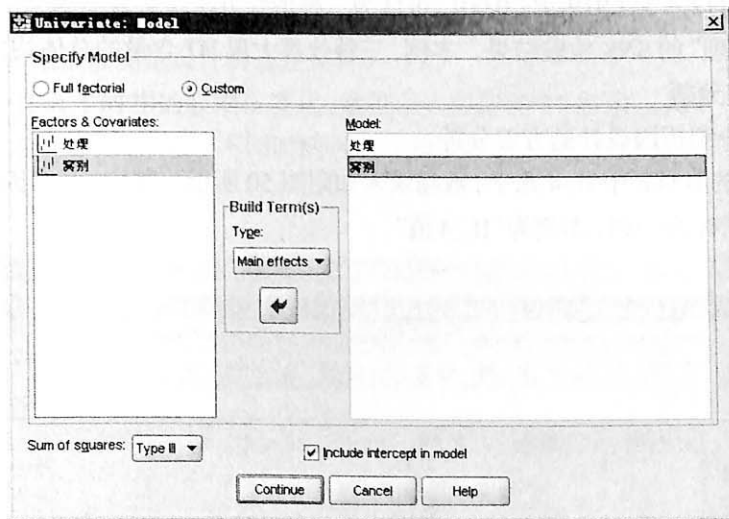 Univariate: Model
Specify Model
Full factorial
Custom
Factors & Covariates:
处理
窝别
Build Term(s)
Type:
Main effects
Model:
处理
窝别
Sum of squares: Type III
Include intercept in model
Continue
Cancel
Help